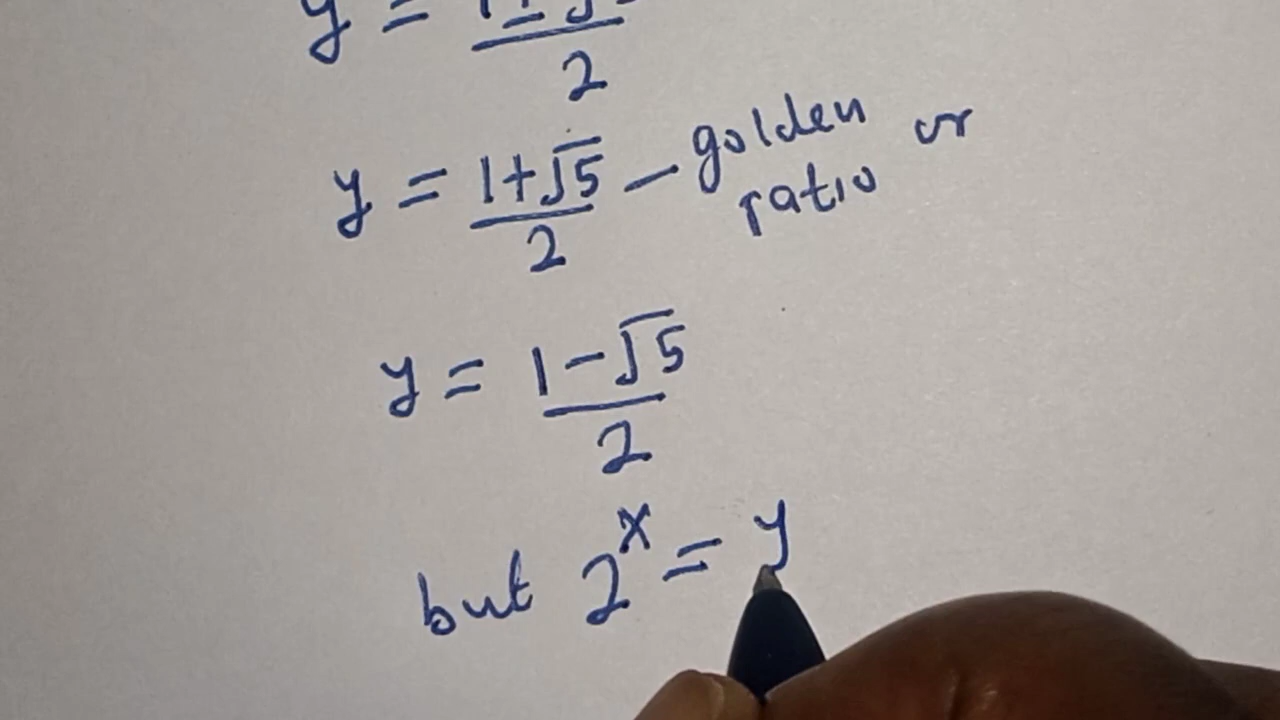 y = 1±√5/2
y = 1+√5/2 — golden ratio or
y = 1-√5/2
but 2^x = y